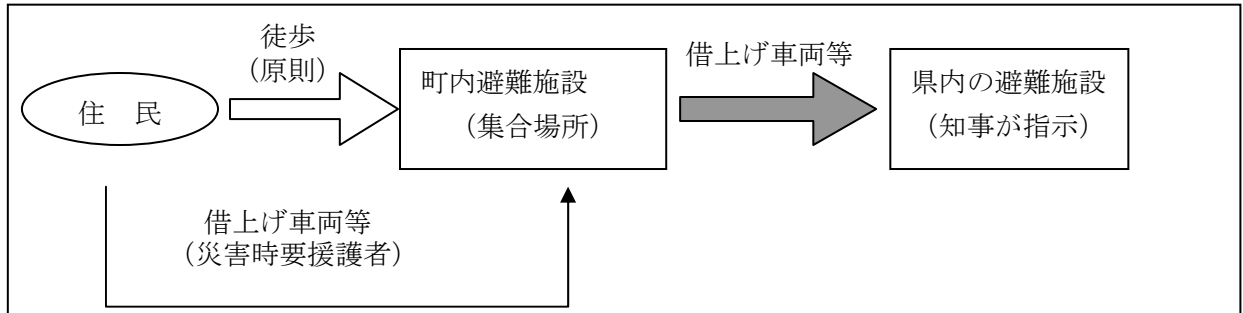 徒歩
（原則）
住　民
町内避難施設
（集合場所）
借上げ車両等
県内の避難施設
（知事が指示）
借上げ車両等
（災害時要援護者）